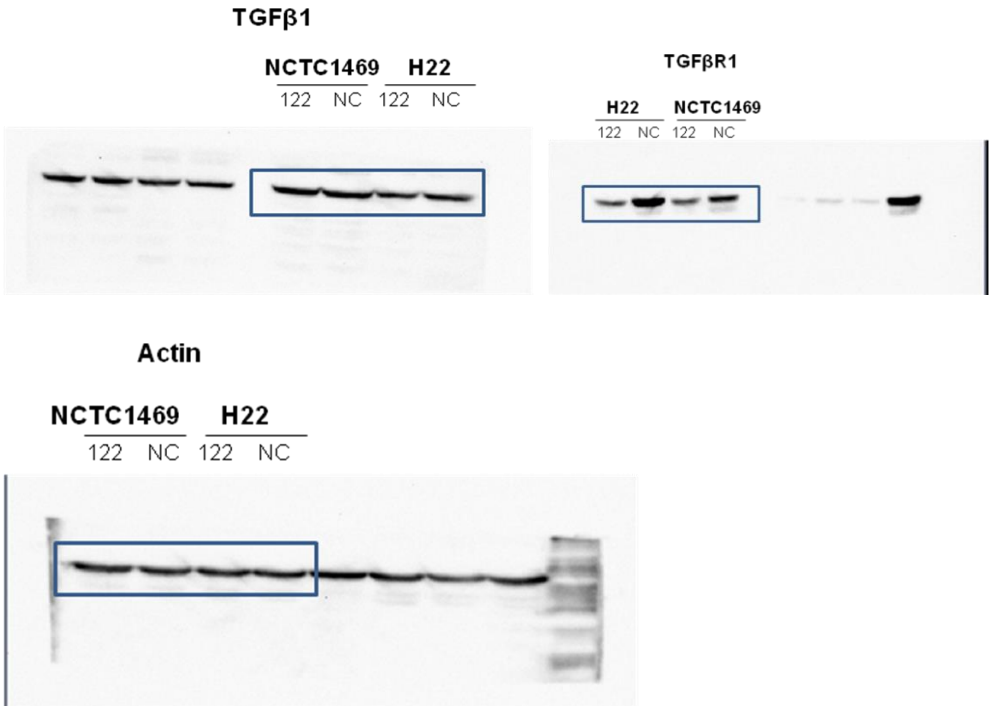 TGFβ1
NCTC1469 H22
122 NC 122 NC
TGFβR1
H22 NCTC1469
122 NC 122 NC
Actin
NCTC1469 H22
122 NC 122 NC